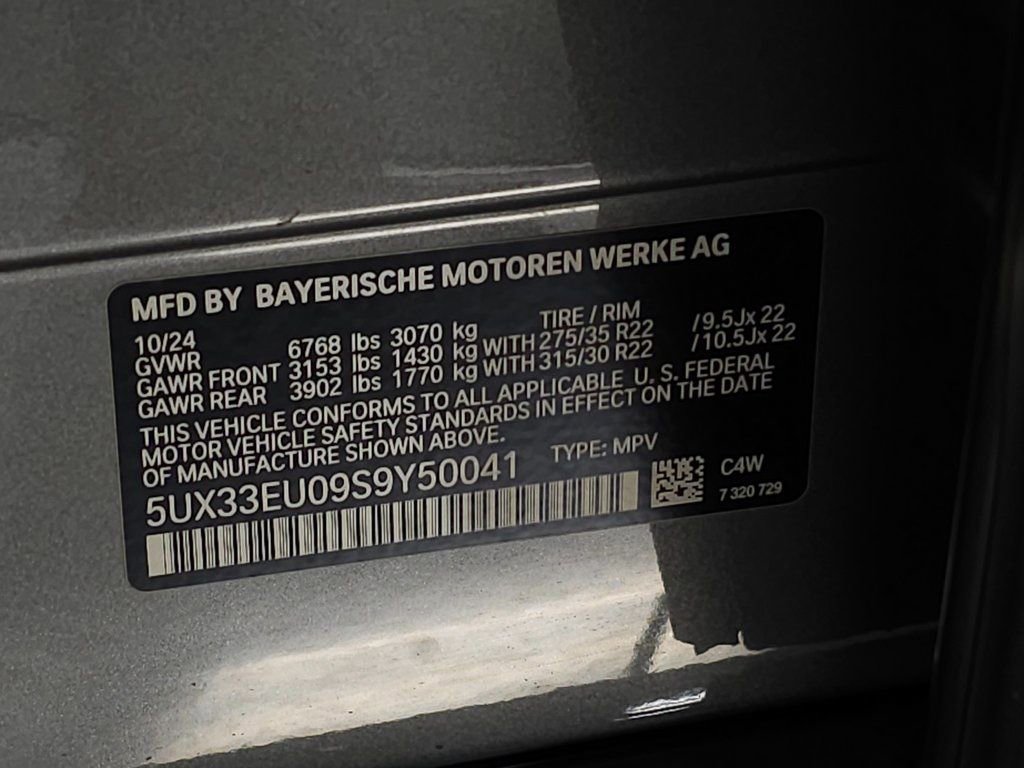 MFD BY BAYERISCHE MOTOREN WERKE AG
10/24 TIRE / RIM
GVWR 6768 lbs 3070 kg
GAWR FRONT 3153 lbs 1430 kg WITH 275/35 R22 /9.5Jx 22
GAWR REAR 3902 lbs 1770 kg WITH 315/30 R22 /10.5Jx 22
THIS VEHICLE CONFORMS TO ALL APPLICABLE U. S. FEDERAL
MOTOR VEHICLE SAFETY STANDARDS IN EFFECT ON THE DATE
OF MANUFACTURE SHOWN ABOVE.
TYPE: MPV
5UX33EU09S9Y50041
C4W
7 320 729